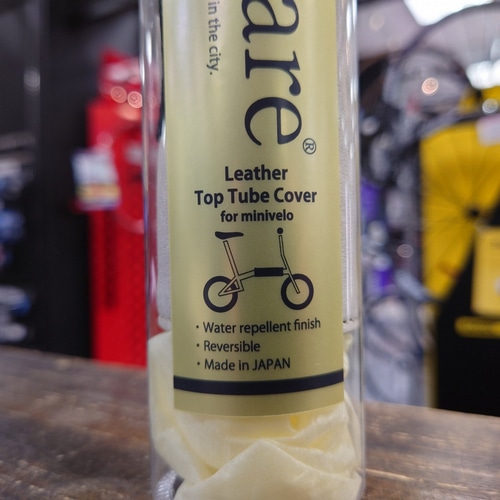 in the city.
are®
Leather
Top Tube Cover
for minivelo
・Water repellent finish
・Reversible
・Made in JAPAN